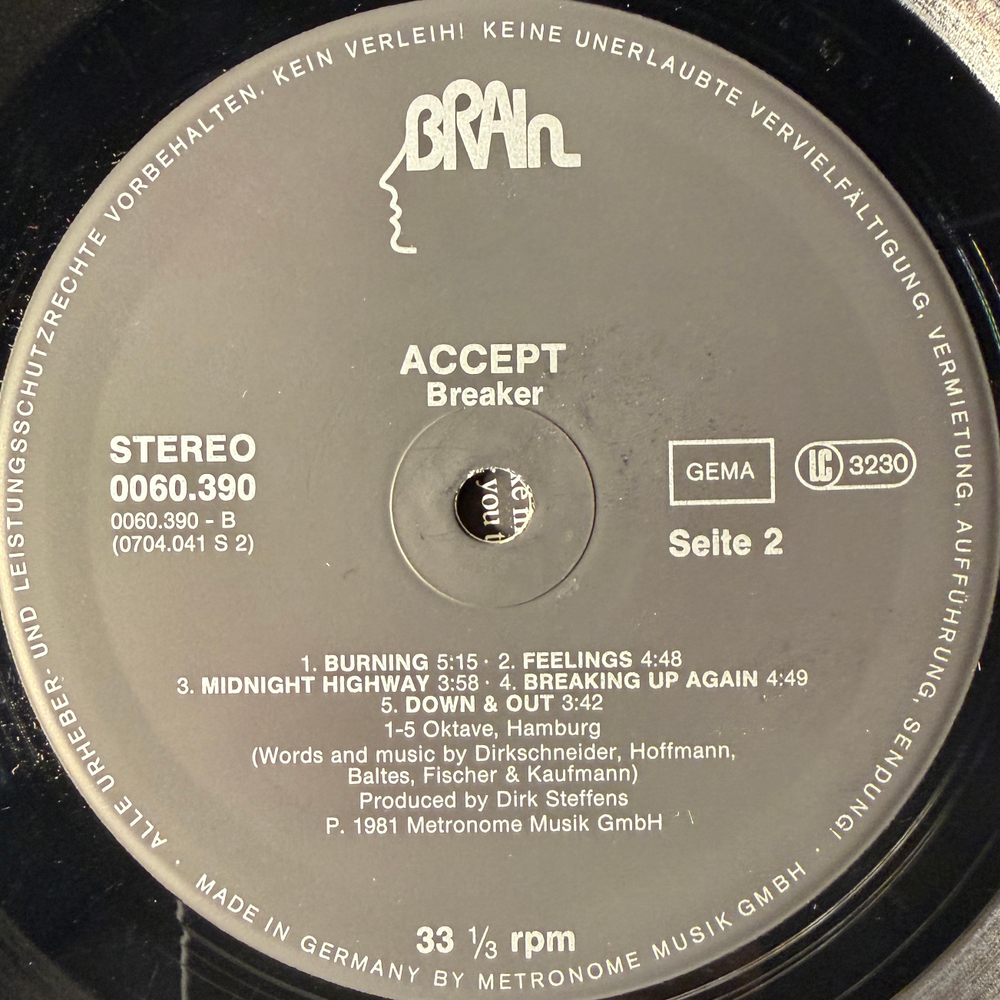 ALLE URHEBER- UND LEISTUNGSSCHUTZRECHTE VORBEHALTEN. KEIN VERLEIH! KEINE UNERLAUBTE VERVIELFÄLTIGUNG, VERMIETUNG, AUFFÜHRUNG, SENDUNG!
BRAIN
ACCEPT
Breaker
STEREO
0060.390
0060.390 - B
(0704.041 S 2)
GEMA
LC 3230
Seite 2
you t
1. BURNING 5:15 · 2. FEELINGS 4:48
3. MIDNIGHT HIGHWAY 3:58 · 4. BREAKING UP AGAIN 4:49
5. DOWN & OUT 3:42
1-5 Oktave, Hamburg
(Words and music by Dirkschneider, Hoffmann,
Baltes, Fischer & Kaufmann)
Produced by Dirk Steffens
P. 1981 Metronome Musik GmbH
33 ⅓ rpm
· MADE IN GERMANY BY METRONOME MUSIK GMBH ·